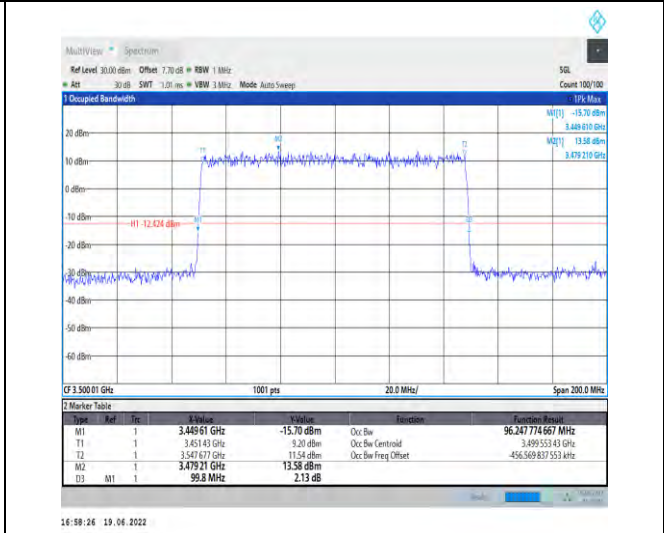 MultiView Spectrum
Ref Level 30.00 dBm Offset 7.70 dB RBW 1 MHz SGL
Att 30 dB SWT 1.01 ms VBW 3 MHz Mode Auto Sweep Count 100/100
1 Occupied Bandwidth 1Pk Max
M1[1] -15.70 dBm
3.449 610 GHz
M2[1] 13.58 dBm
3.479 210 GHz
20 dBm
M2
T1
T2
10 dBm
0 dBm
-10 dBm
H1 -12.424 dBm
M1
-20 dBm
-30 dBm
-40 dBm
-50 dBm
-60 dBm
CF 3.500 01 GHz 1001 pts 20.0 MHz/ Span 200.0 MHz
2 Marker Table
Type Ref Trc X-Value Y-Value Function Function Result
M1 1 3.449 61 GHz -15.70 dBm Occ Bw 96.247 774 667 MHz
T1 1 3.451 43 GHz 9.20 dBm Occ Bw Centroid 3.499 553 43 GHz
T2 1 3.547 677 GHz 11.54 dBm Occ Bw Freq Offset -456.569 837 553 kHz
M2 1 3.479 21 GHz 13.58 dBm
D3 M1 1 99.8 MHz 2.13 dB
16:58:26 19.06.2022